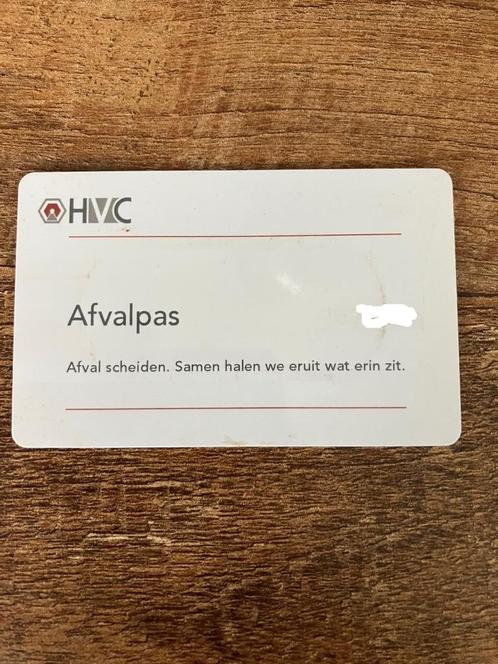 HVC
Afvalpas
Afval scheiden. Samen halen we eruit wat erin zit.